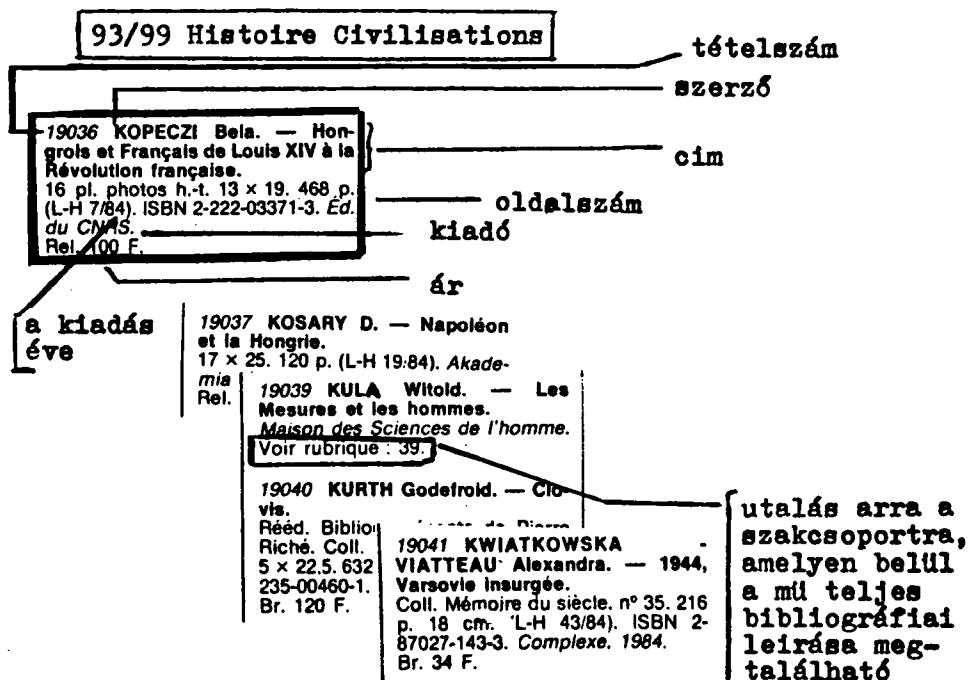 93/99 Histoire Civilisations
tételszám
szerző
19036 KOPECZI Bela. — Hon-
grois et Français de Louis XIV à la
Révolution française.
16 pl. photos h.-t. 13 × 19. 468 p.
(L-H 7/84). ISBN 2-222-03371-3. Ed.
du CNRS.
Rel. 100 F.
cim
oldalszám
kiadó
ár
a kiadás
éve
19037 KOSARY D. — Napoléon
et la Hongrie.
17 × 25. 120 p. (L-H 19/84). Akade-
mia
Rel.
19039 KULA Witold. — Les
Mesures et les hommes.
Maison des Sciences de l'homme.
Voir rubrique : 39.
19040 KURTH Godefroid. — Clo-
vis.
Rééd. de Pierre
Riché. Coll.
5 × 22.5. 632
235-00460-1.
Br. 120 F.
19041 KWIATKOWSKA -
VIATTEAU Alexandra. — 1944,
Varsovie insurgée.
Coll. Mémoire du siècle. n° 35. 216
p. 18 cm. (L-H 43/84). ISBN 2-
87027-143-3. Complexe. 1984.
Br. 34 F.
utalás arra a
szakcsoportra,
amelyen belül
a mű teljes
bibliográfiai
leirása meg-
található